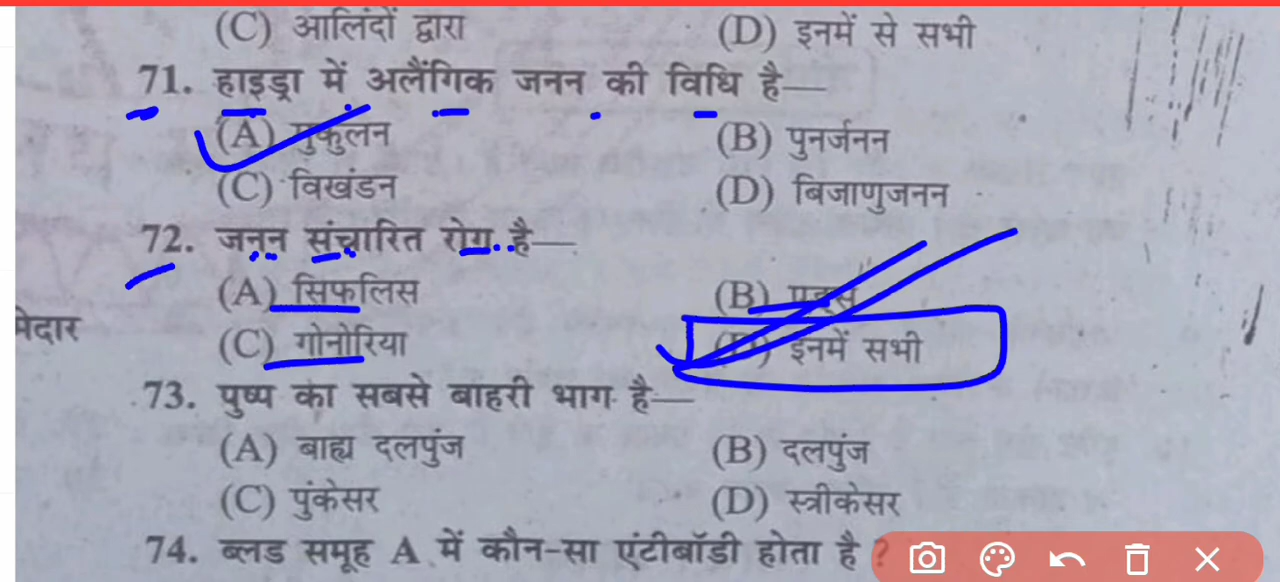 (C) आलिंदों द्वारा (D) इनमें से सभी
71. हाइड्रा में अलैंगिक जनन की विधि है—
(A) मुकुलन (B) पुनर्जनन
(C) विखंडन (D) बिजाणुजनन
72. जनन संचारित रोग है—
(A) सिफलिस (B) एड्स
मेदार
(C) गोनोरिया (D) इनमें सभी
73. पुष्प का सबसे बाहरी भाग है—
(A) बाह्य दलपुंज (B) दलपुंज
(C) पुंकेसर (D) स्त्रीकेसर
74. ब्लड समूह A में कौन-सा एंटीबॉडी होता है ?